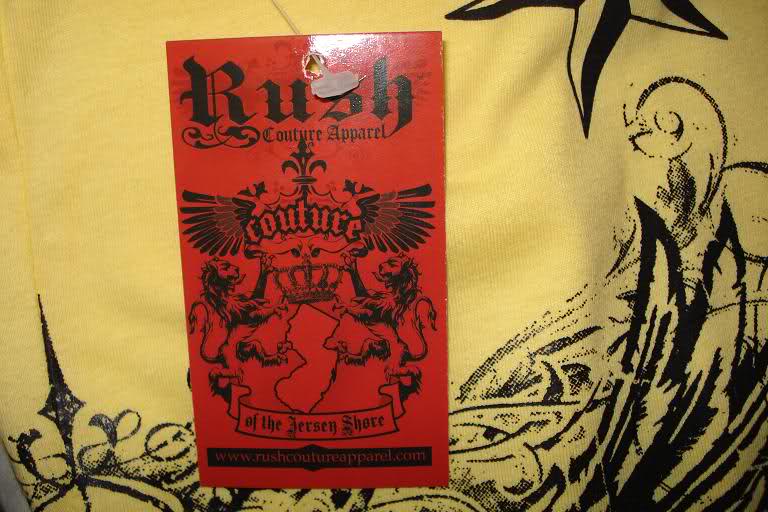 Rush
Couture Apparel
couture
of the Jersey Shore
www.rushcoutureapparel.com